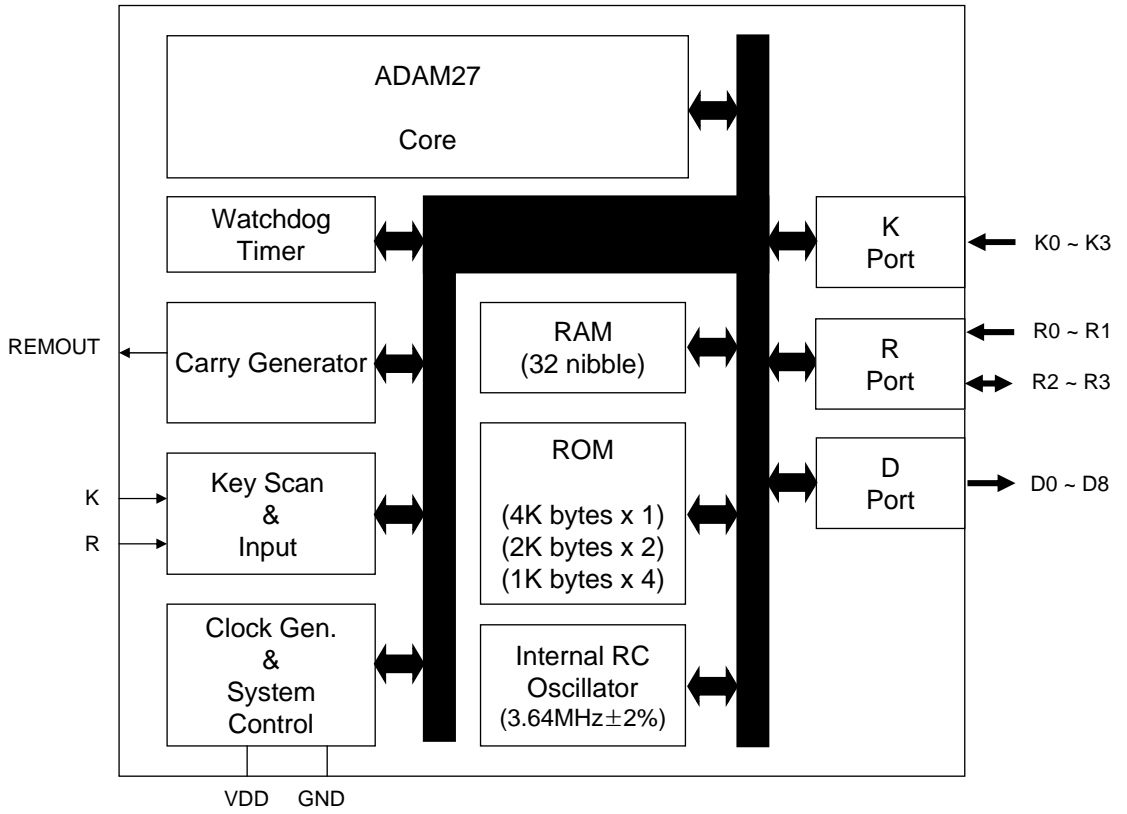 ADAM27
Core
Watchdog
Timer
K
Port
K0 ~ K3
REMOUT
Carry Generator
RAM
(32 nibble)
R
Port
R0 ~ R1
R2 ~ R3
K
R
Key Scan
&
Input
ROM
(4K bytes x 1)
(2K bytes x 2)
(1K bytes x 4)
D
Port
D0 ~ D8
Clock Gen.
&
System
Control
Internal RC
Oscillator
(3.64MHz±2%)
VDD
GND